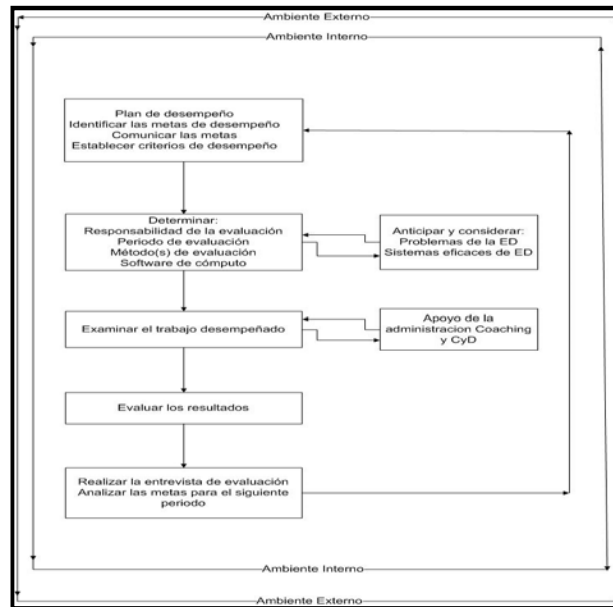 Ambiente Externo
Ambiente Interno
Plan de desempeño
Identificar las metas de desempeño
Comunicar las metas
Establecer criterios de desempeño
Determinar:
Responsabilidad de la evaluación
Periodo de evaluación
Método(s) de evaluación
Software de cómputo
Anticipar y considerar:
Problemas de la ED
Sistemas eficaces de ED
Examinar el trabajo desempeñado
Apoyo de la
administracion Coaching
y CyD
Evaluar los resultados
Realizar la entrevista de evaluación
Analizar las metas para el siguiente
periodo
Ambiente Interno
Ambiente Externo